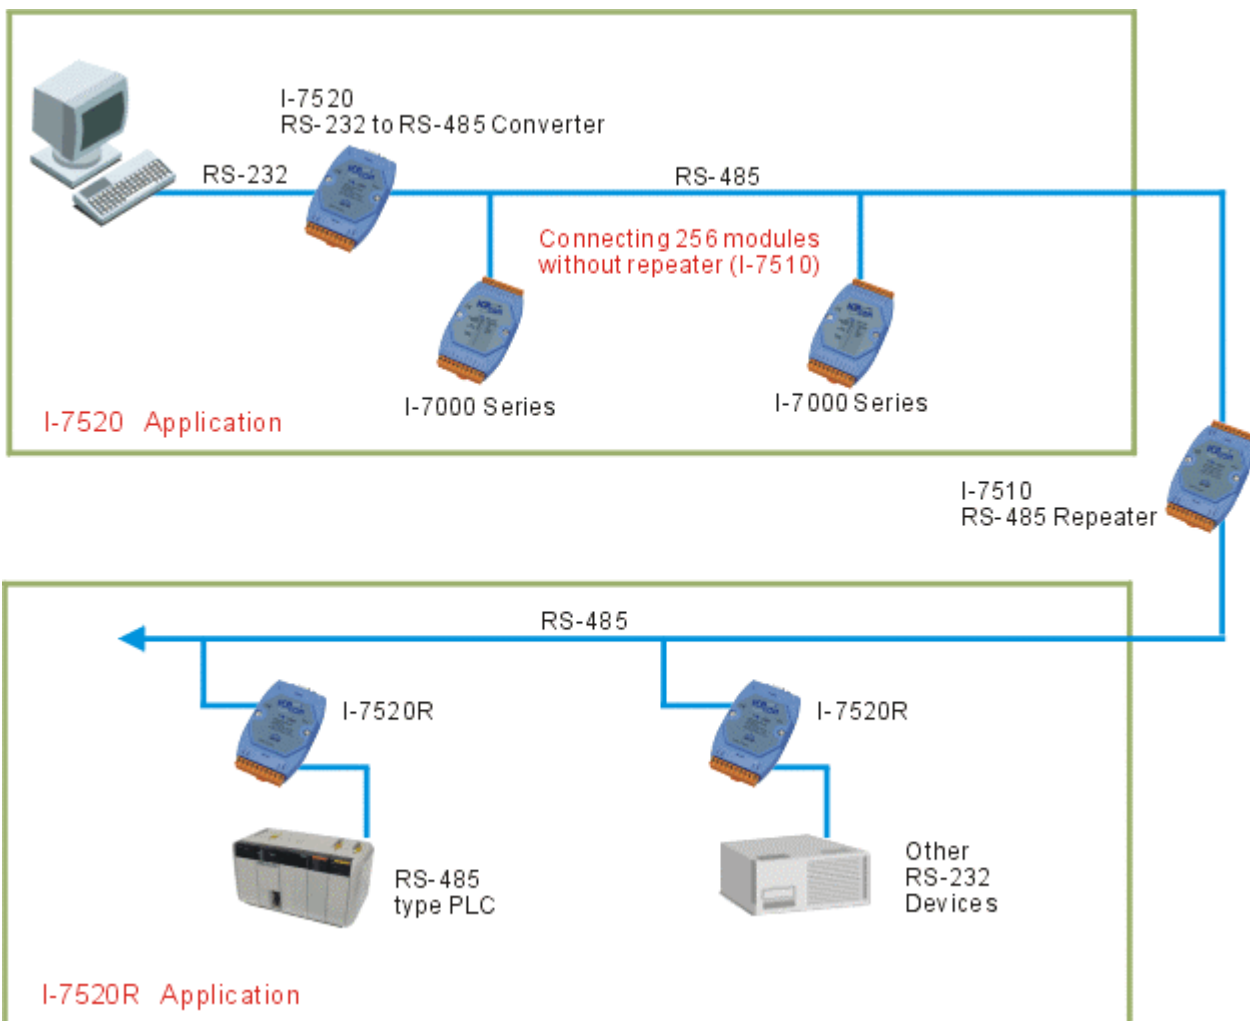 I-7520
RS-232 to RS-485 Converter
RS-232
RS-485
Connecting 256 modules
without repeater (I-7510)
I-7000 Series
I-7000 Series
I-7520 Application
I-7510
RS-485 Repeater
RS-485
I-7520R
I-7520R
RS-485
type PLC
Other
RS-232
Devices
I-7520R Application